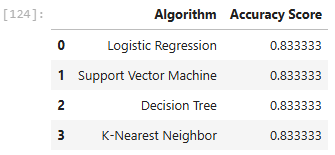 [124]:
Algorithm Accuracy Score
0 Logistic Regression 0.833333
1 Support Vector Machine 0.833333
2 Decision Tree 0.833333
3 K-Nearest Neighbor 0.833333